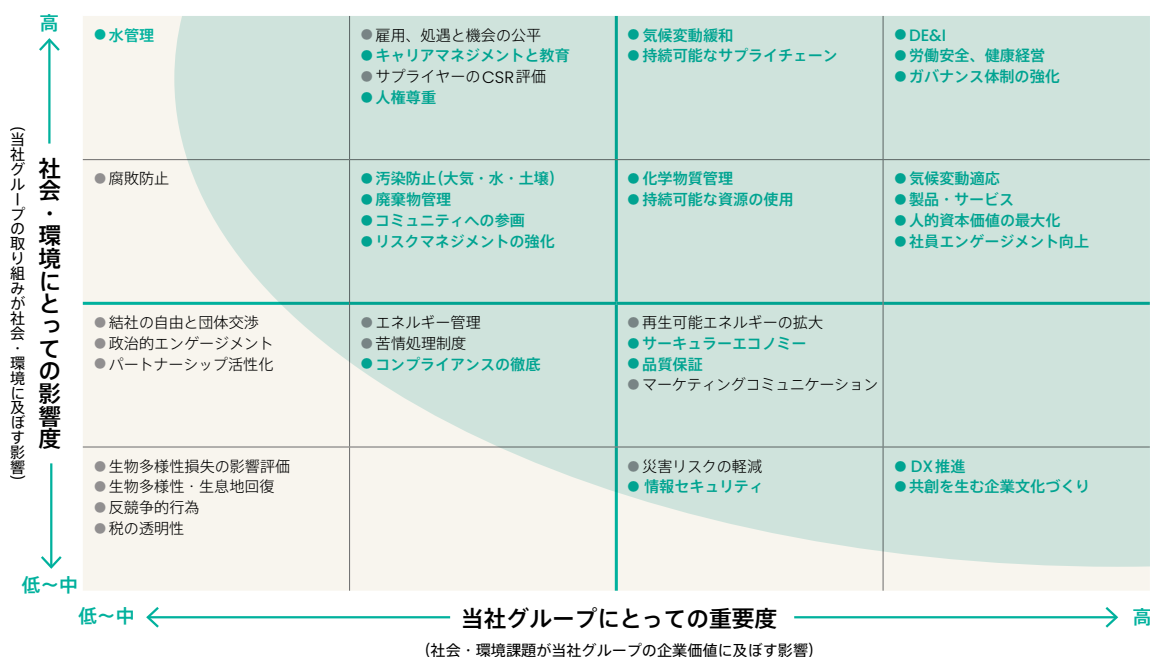 高
社会・環境にとっての影響度
(当社グループの取り組みが社会・環境に及ぼす影響)
低〜中
●水管理
●雇用、処遇と機会の公平
●キャリアマネジメントと教育
●サプライヤーのCSR評価
●人権尊重
●気候変動緩和
●持続可能なサプライチェーン
●DE&I
●労働安全、健康経営
●ガバナンス体制の強化
●腐敗防止
●汚染防止(大気・水・土壌)
●廃棄物管理
●コミュニティへの参画
●リスクマネジメントの強化
●化学物質管理
●持続可能な資源の使用
●気候変動適応
●製品・サービス
●人的資本価値の最大化
●社員エンゲージメント向上
●結社の自由と団体交渉
●政治的エンゲージメント
●パートナーシップ活性化
●エネルギー管理
●苦情処理制度
●コンプライアンスの徹底
●再生可能エネルギーの拡大
●サーキュラーエコノミー
●品質保証
●マーケティングコミュニケーション
●生物多様性損失の影響評価
●生物多様性・生息地回復
●反競争的行為
●税の透明性
●災害リスクの軽減
●情報セキュリティ
●DX推進
●共創を生む企業文化づくり
低〜中
当社グループにとっての重要度
高
(社会・環境課題が当社グループの企業価値に及ぼす影響)